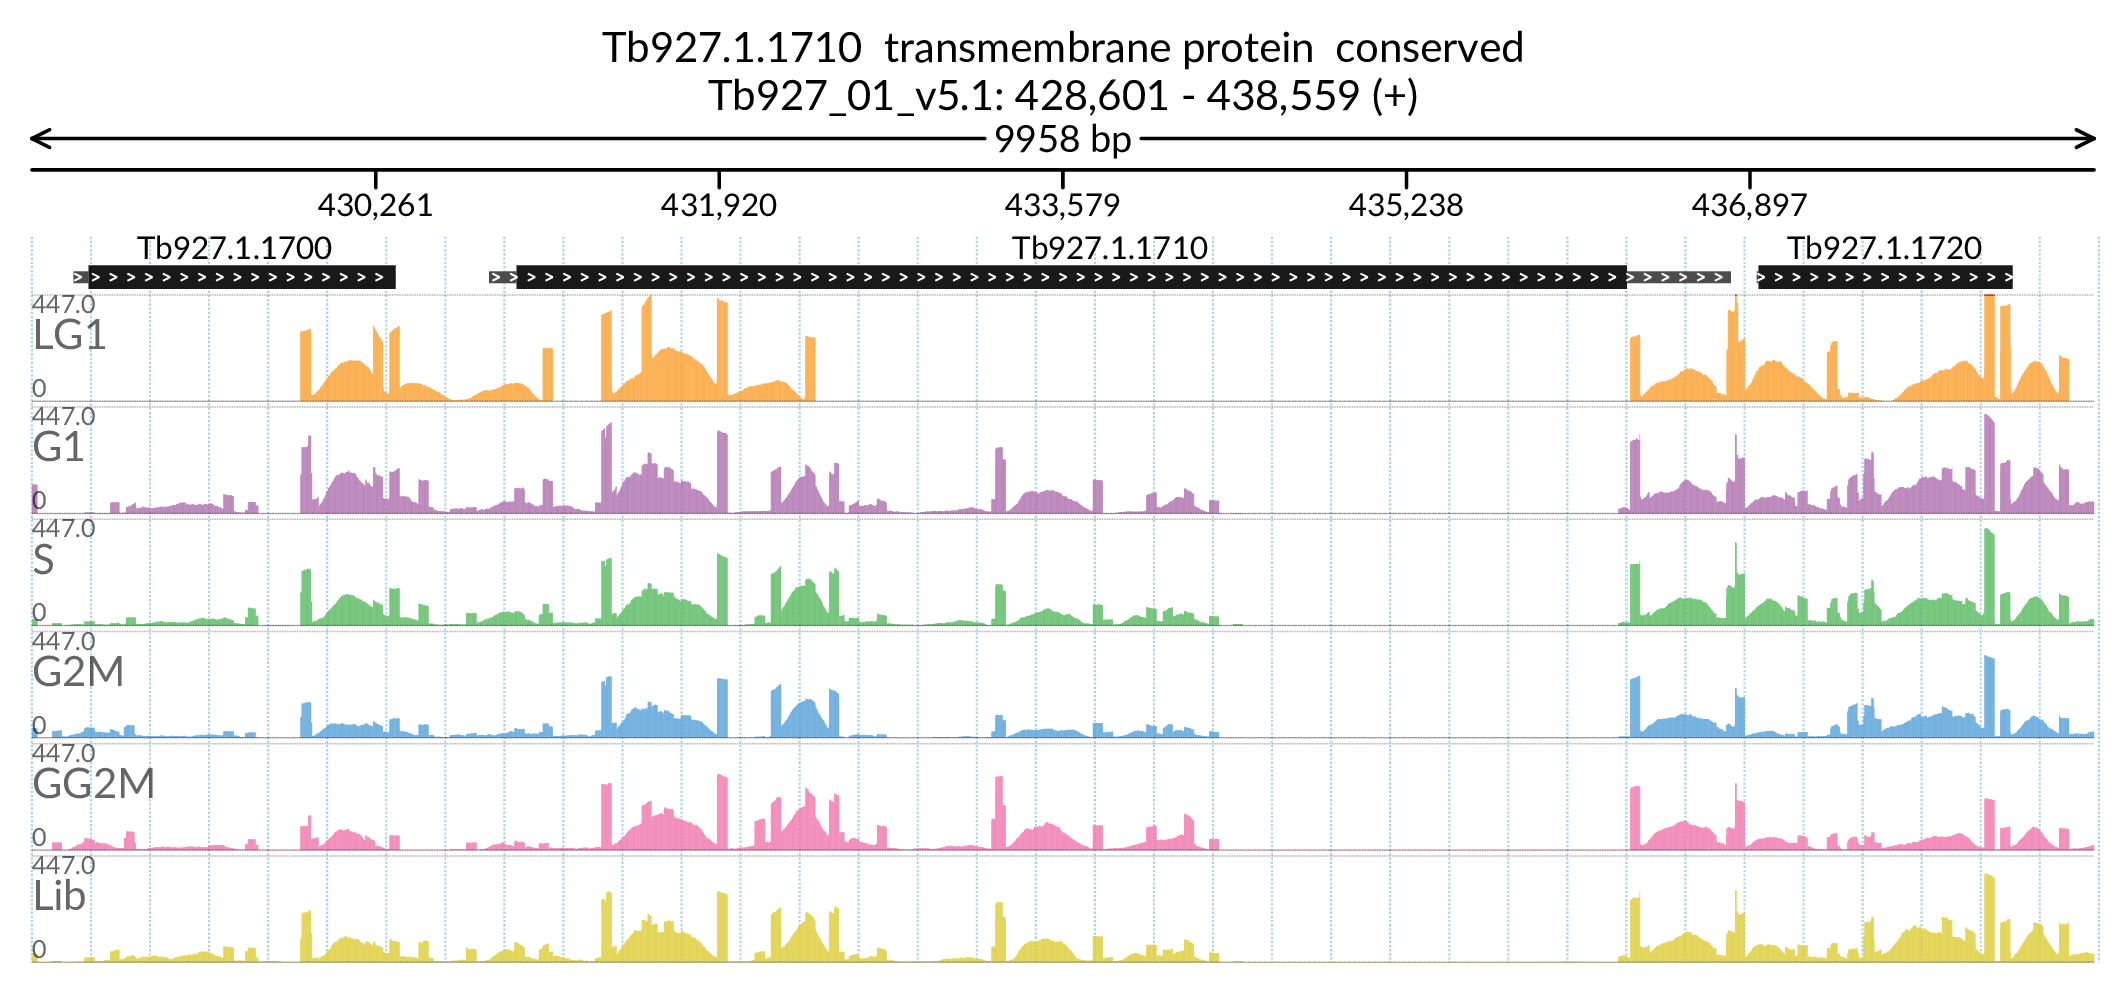 Tb927.1.1710  transmembrane protein  conserved
Tb927_01_v5.1: 428,601 - 438,559 (+)
9958 bp
430,261 431,920 433,579 435,238 436,897
Tb927.1.1700 Tb927.1.1710 Tb927.1.1720
447.0
LG1
0
447.0
G1
0
447.0
S
0
447.0
G2M
0
447.0
GG2M
0
447.0
Lib
0